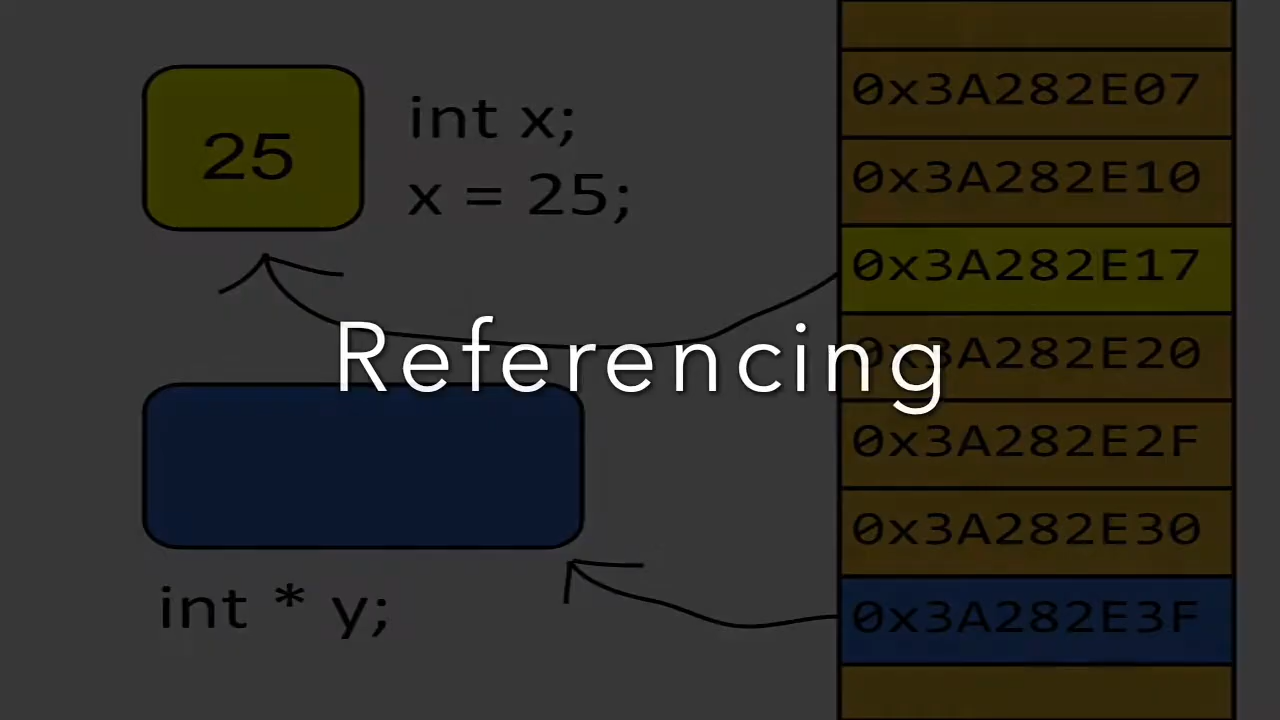 25
int x;
x = 25;
Referencing
int * y;
0x3A282E07
0x3A282E10
0x3A282E17
0x3A282E20
0x3A282E2F
0x3A282E30
0x3A282E3F